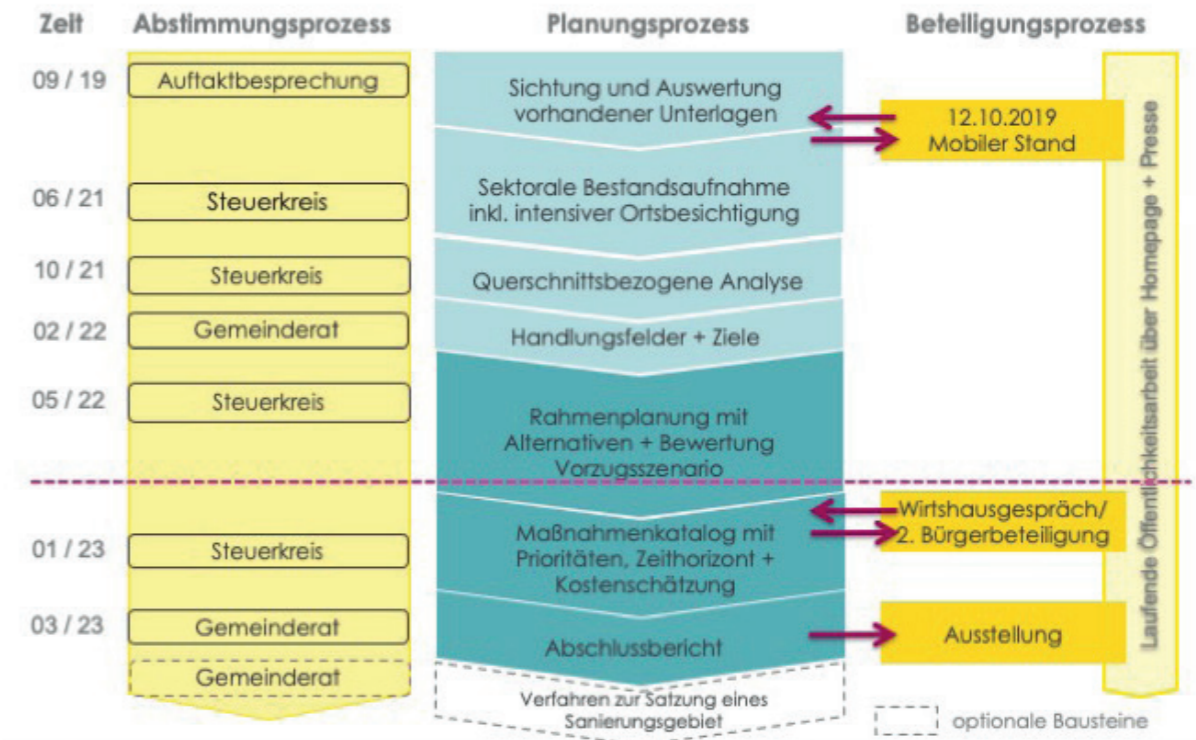 Zeit
Abstimmungsprozess
Planungsprozess
Beteiligungsprozess
09 / 19
Auftaktbesprechung
Sichtung und Auswertung
vorhandener Unterlagen
12.10.2019
Mobiler Stand
06 / 21
Steuerkreis
Sektorale Bestandsaufnahme
inkl. intensiver Ortsbesichtigung
10 / 21
Steuerkreis
Querschnittsbezogene Analyse
02 / 22
Gemeinderat
Handlungsfelder + Ziele
05 / 22
Steuerkreis
Rahmenplanung mit
Alternativen + Bewertung
Vorzugsszenario
Wirtshausgespräch/
2. Bürgerbeteiligung
01 / 23
Steuerkreis
Maßnahmenkatalog mit
Prioritäten, Zeithorizont +
Kostenschätzung
03 / 23
Gemeinderat
Abschlussbericht
Ausstellung
Gemeinderat
Verfahren zur Satzung eines
Sanierungsgebiet
optionale Bausteine
Laufende Öffentlichkeitsarbeit über Homepage + Presse